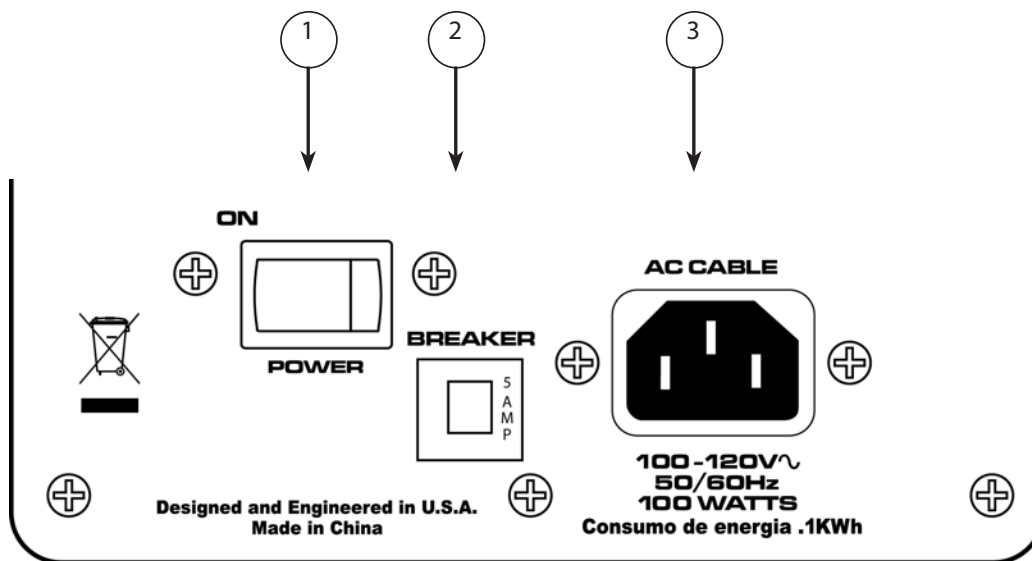 1
2
3
ON
POWER
BREAKER
5
A
M
P
AC CABLE
100-120V∿
50/60Hz
100 WATTS
Consumo de energia .1KWh
Designed and Engineered in U.S.A.
Made in China